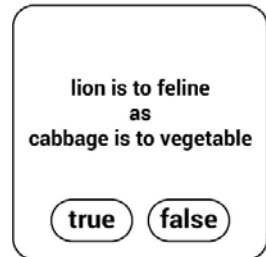 lion is to feline
as
cabbage is to vegetable
true false